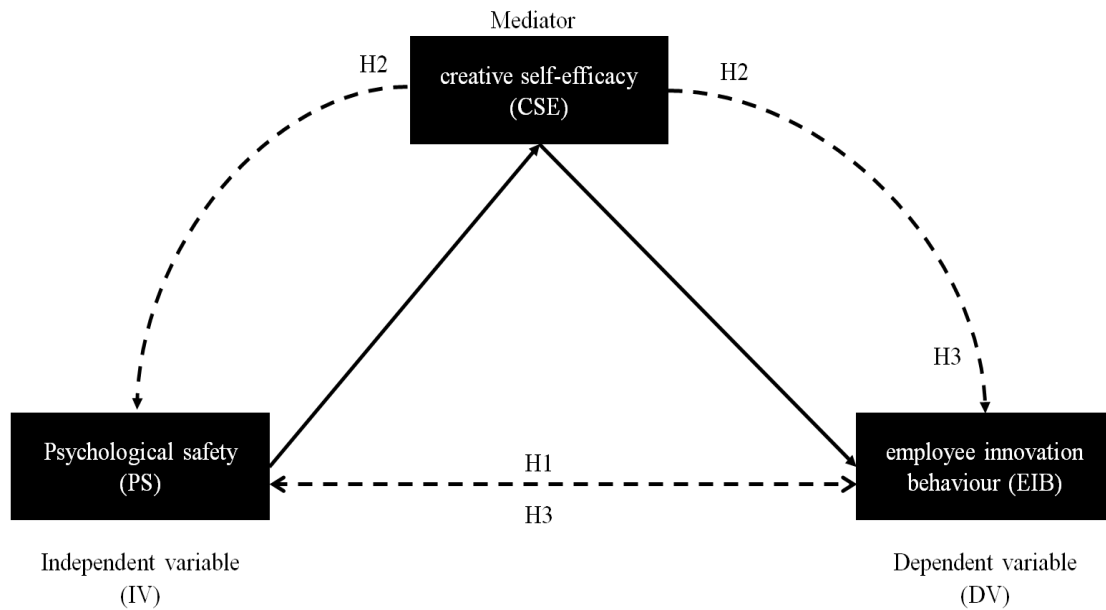 Mediator
creative self-efficacy
(CSE)
H2
H2
H3
Psychological safety
(PS)
H1
H3
employee innovation
behaviour (EIB)
Independent variable
(IV)
Dependent variable
(DV)